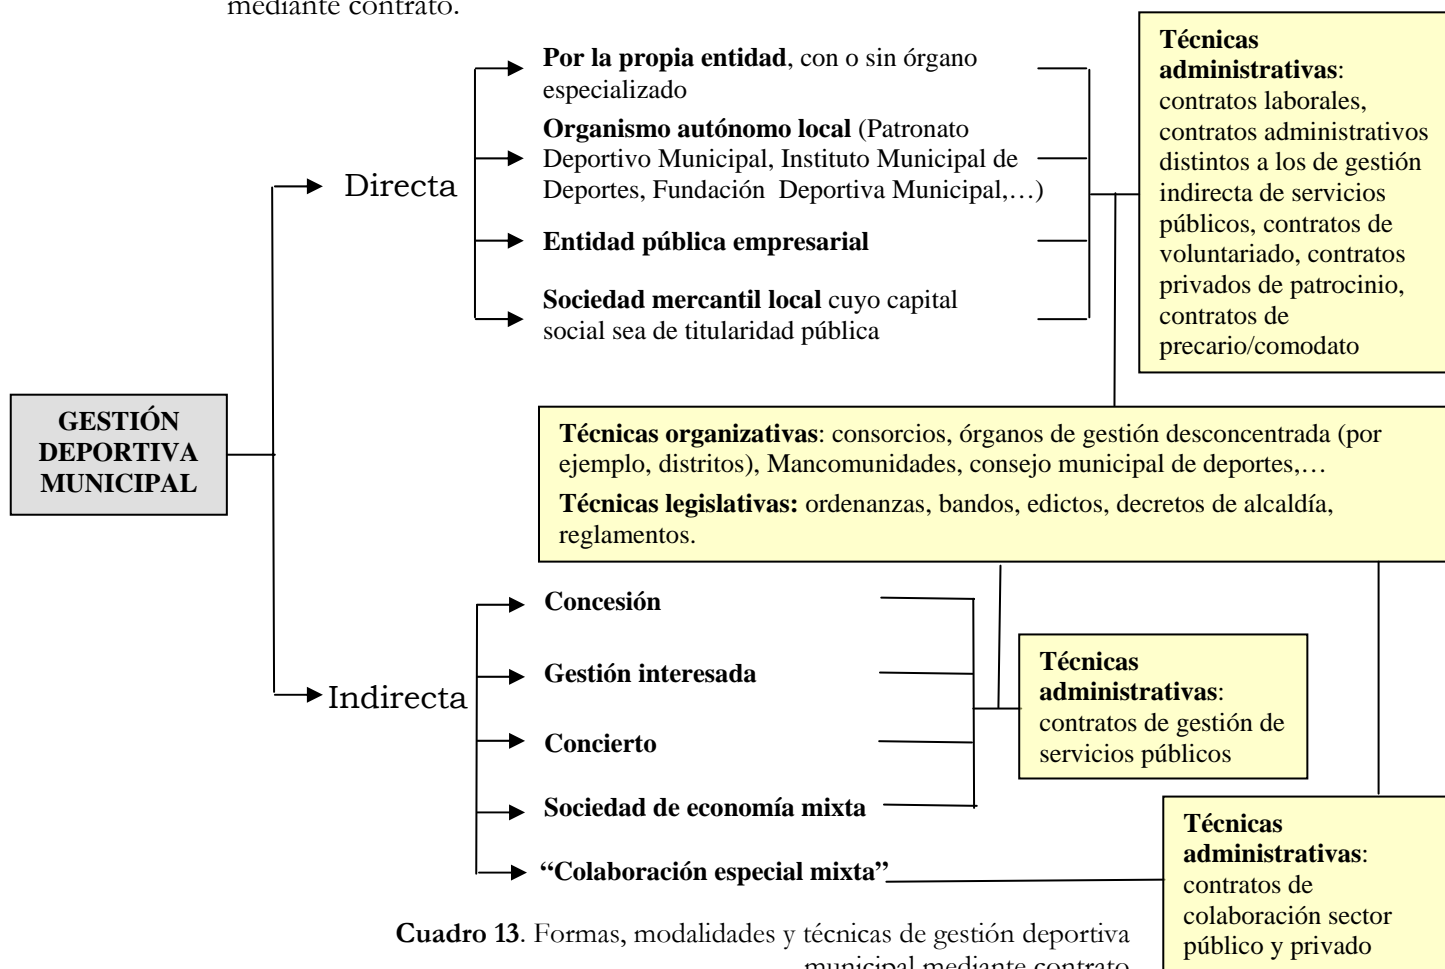 mediante contrato.
Por la propia entidad, con o sin órgano
especializado
Organismo autónomo local (Patronato
Deportivo Municipal, Instituto Municipal de
Deportes, Fundación Deportiva Municipal,…)
Entidad pública empresarial
Sociedad mercantil local cuyo capital
social sea de titularidad pública
Técnicas
administrativas:
contratos laborales,
contratos administrativos
distintos a los de gestión
indirecta de servicios
públicos, contratos de
voluntariado, contratos
privados de patrocinio,
contratos de
precario/comodato
Directa
GESTIÓN
DEPORTIVA
MUNICIPAL
Técnicas organizativas: consorcios, órganos de gestión desconcentrada (por
ejemplo, distritos), Mancomunidades, consejo municipal de deportes,…
Técnicas legislativas: ordenanzas, bandos, edictos, decretos de alcaldía,
reglamentos.
Indirecta
Concesión
Gestión interesada
Concierto
Sociedad de economía mixta
“Colaboración especial mixta”
Técnicas
administrativas:
contratos de gestión de
servicios públicos
Técnicas
administrativas:
contratos de
colaboración sector
público y privado
Cuadro 13. Formas, modalidades y técnicas de gestión deportiva
municipal mediante contrato